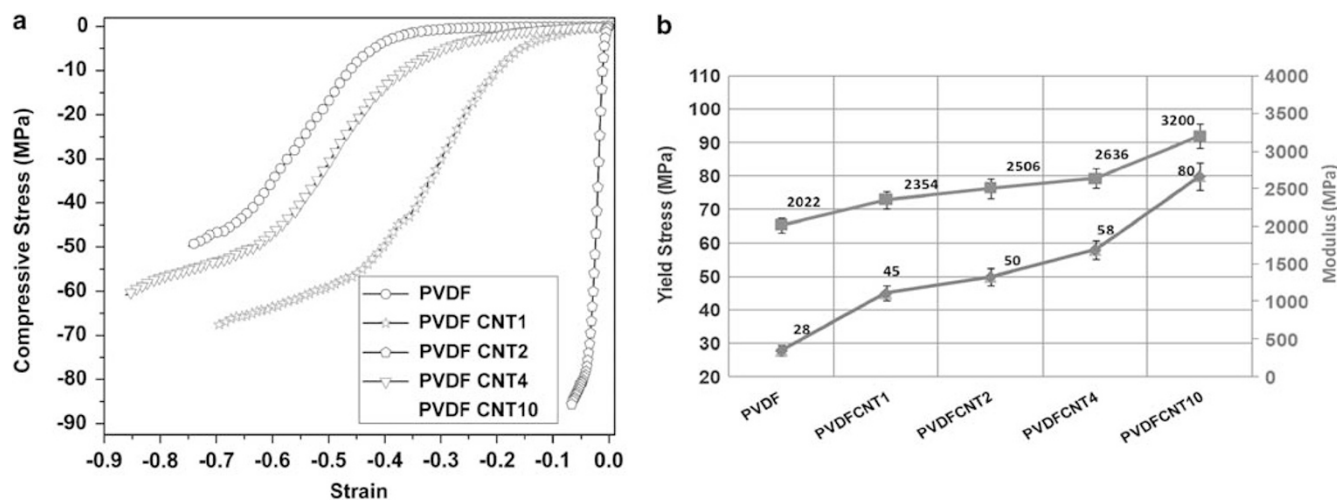 a
Compressive Stress (MPa)
0
-10
-20
-30
-40
-50
-60
-70
-80
-90
-0.9 -0.8 -0.7 -0.6 -0.5 -0.4 -0.3 -0.2 -0.1 0.0
Strain
PVDF
PVDF CNT1
PVDF CNT2
PVDF CNT4
PVDF CNT10
b
Yield Stress (MPa)
110
100
90
80
70
60
50
40
30
20
2022
2354
2506
2636
3200
28
45
50
58
80
4000
3500
3000
2500
2000
1500
1000
500
0
Modulus (MPa)
PVDF
PVDFCNT1
PVDFCNT2
PVDFCNT4
PVDFCNT10